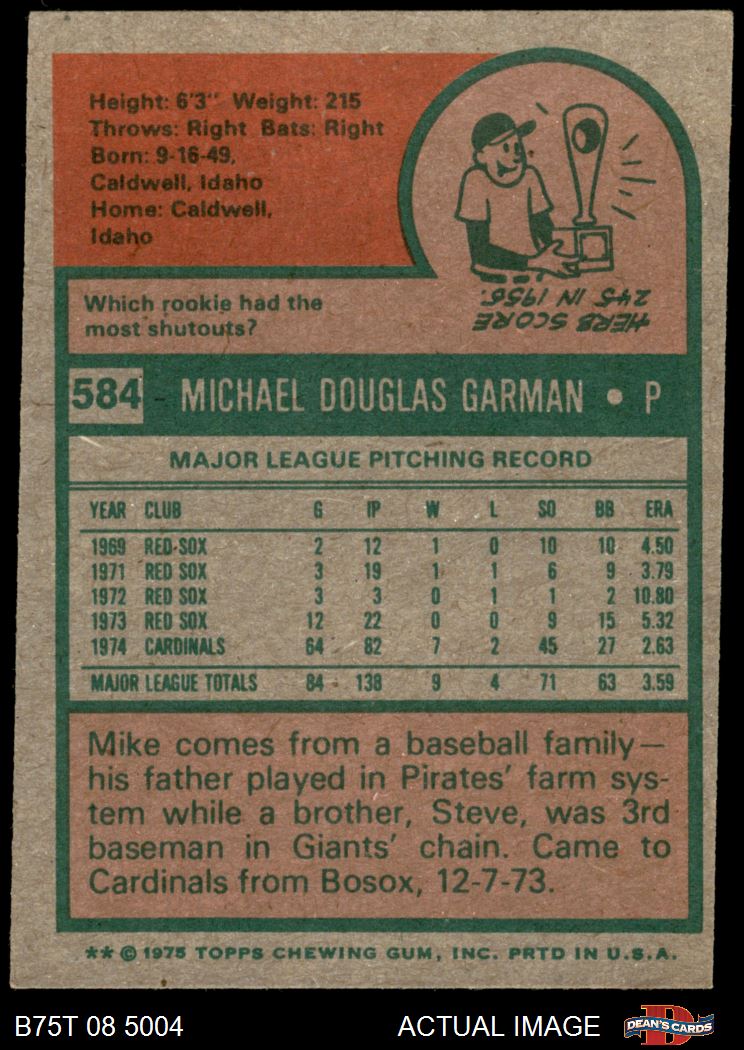 Height: 6'3" Weight: 215
Throws: Right Bats: Right
Born: 9-16-49,
Caldwell, Idaho
Home: Caldwell,
Idaho
Which rookie had the
most shutouts?
HERB SCORE
245 IN 1955.
584 MICHAEL DOUGLAS GARMAN • P
MAJOR LEAGUE PITCHING RECORD
YEAR CLUB G IP W L SO BB ERA
1969 RED SOX 2 12 1 0 10 10 4.50
1971 RED SOX 3 19 1 1 6 9 3.79
1972 RED SOX 3 3 0 1 1 2 10.80
1973 RED SOX 12 22 0 0 9 15 5.32
1974 CARDINALS 64 82 7 2 45 27 2.63
MAJOR LEAGUE TOTALS 84 138 9 4 71 63 3.59
Mike comes from a baseball family—
his father played in Pirates' farm sys-
tem while a brother, Steve, was 3rd
baseman in Giants' chain. Came to
Cardinals from Bosox, 12-7-73.
** © 1975 TOPPS CHEWING GUM, INC. PRTD IN U.S.A.
B75T 08 5004 ACTUAL IMAGE
DEAN'S CARDS